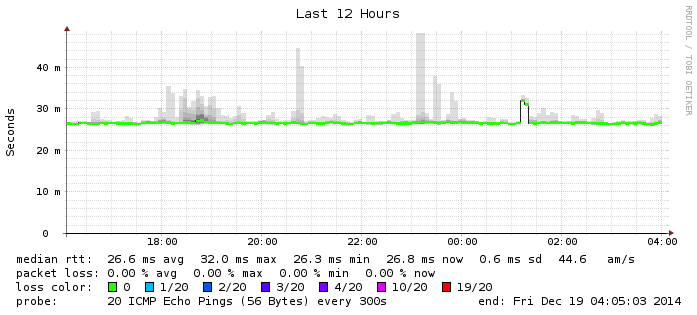 Last 12 Hours
RRDTOOL / TOBI OETIKER
Seconds
40 m
30 m
20 m
10 m
0
18:00 20:00 22:00 00:00 02:00 04:00
median rtt: 26.6 ms avg 32.0 ms max 26.3 ms min 26.8 ms now 0.6 ms sd 44.6 am/s
packet loss: 0.00 % avg 0.00 % max 0.00 % min 0.00 % now
loss color: 0 1/20 2/20 3/20 4/20 10/20 19/20
probe: 20 ICMP Echo Pings (56 Bytes) every 300s end: Fri Dec 19 04:05:03 2014